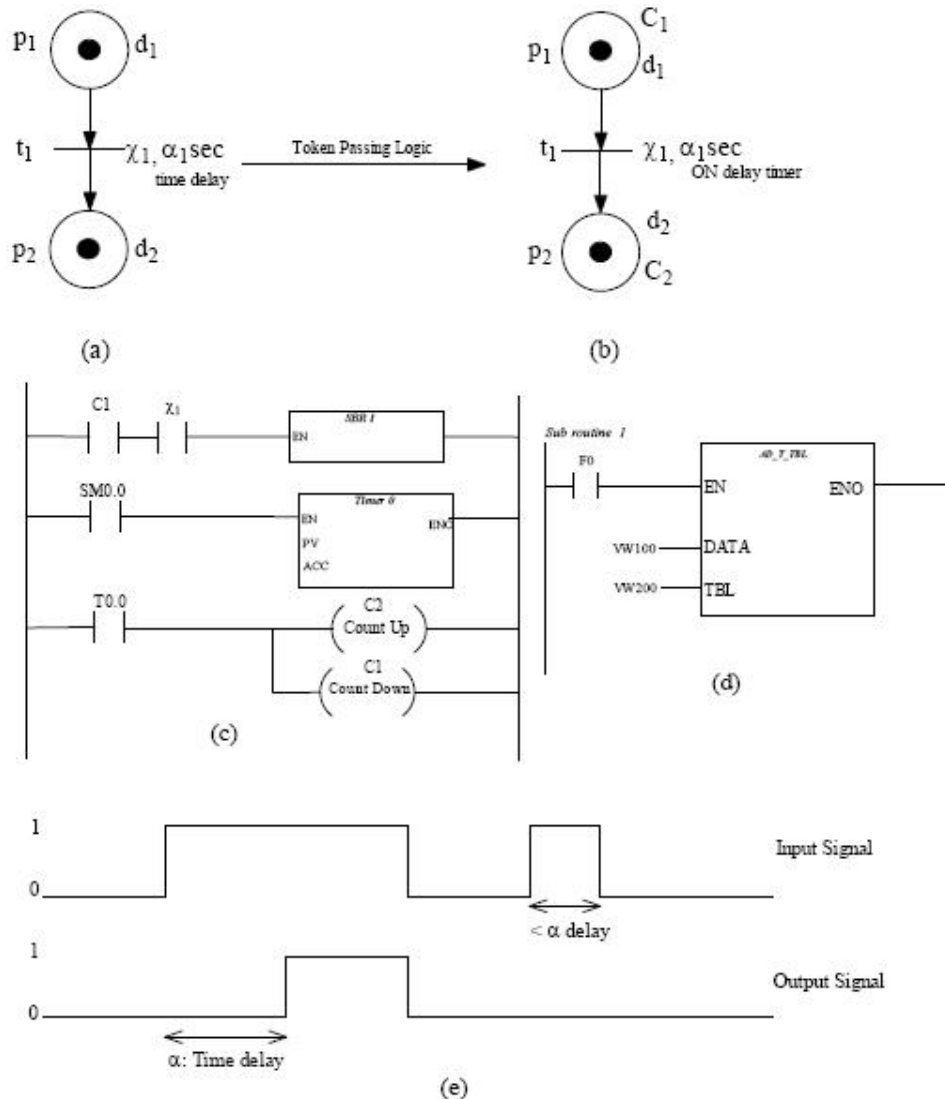 p1 d1
t1 χ1, α1sec
time delay
p2 d2
(a)
Token Passing Logic
C1
p1 d1
t1 χ1, α1sec
ON delay timer
d2
p2
C2
(b)
C1 χ1
SBR 1
EN
SM0.0
Timer 0
EN ENO
PV
ACC
T0.0
C2
Count Up
C1
Count Down
(c)
Sub routine 1
F0
AD_T_TBL
EN ENO
VW100 DATA
VW200 TBL
(d)
1
0
Input Signal
< α delay
1
0
Output Signal
α: Time delay
(e)